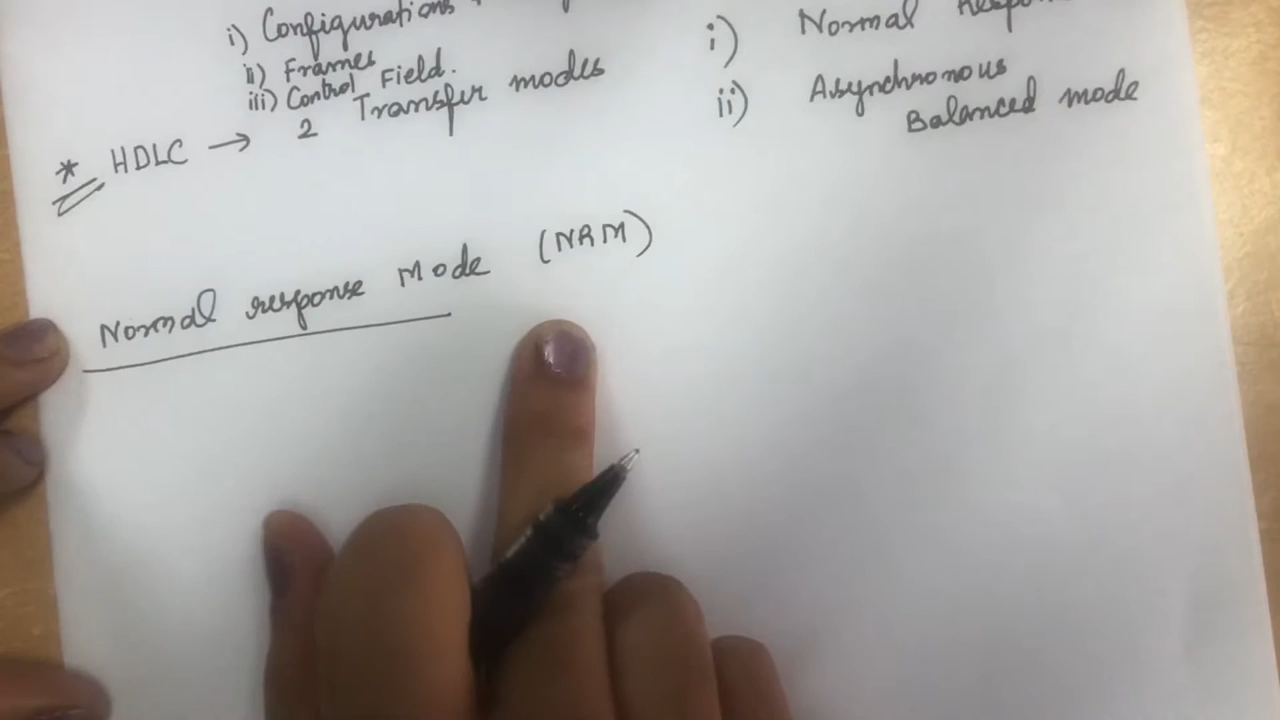 i) Configurations
ii) Frames
iii) Control Field.
* HDLC → 2 Transfer modes
i) Normal
ii) Asynchronous
Balanced mode
Normal response Mode (NRM)